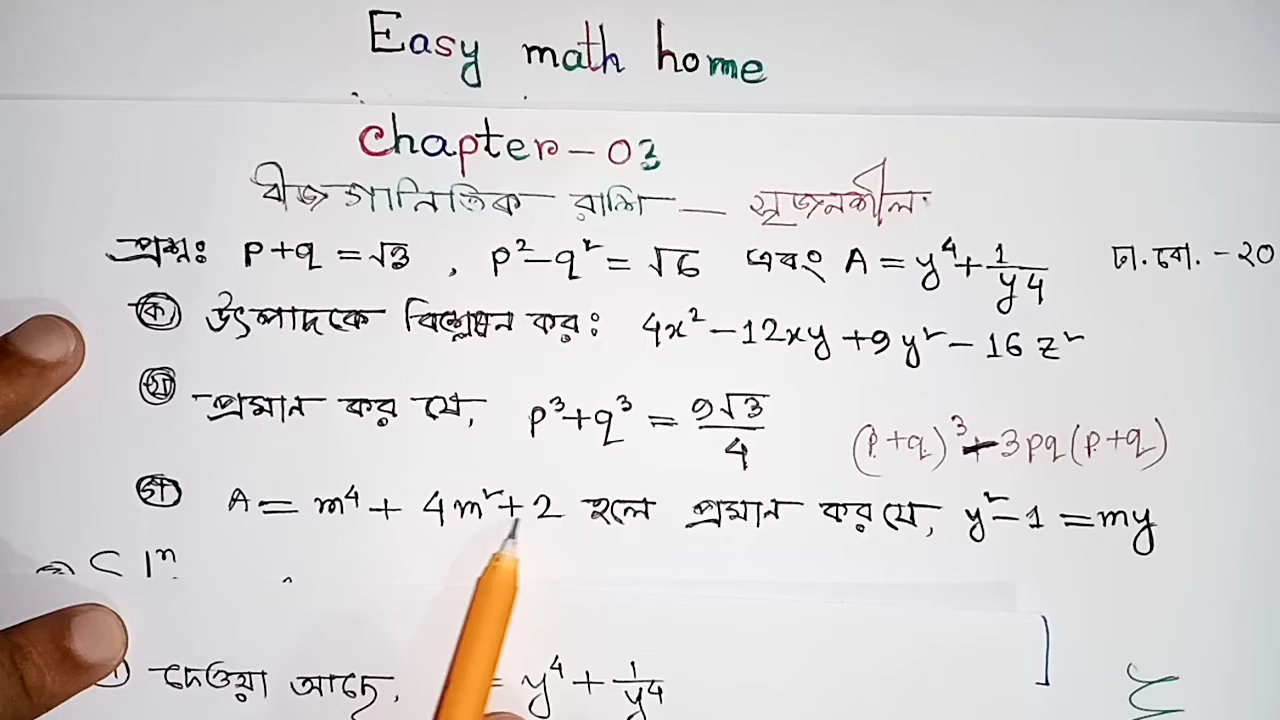 Easy math home
chapter - 03
বীজগানিতিক রাশি — সৃজনশীল
প্রশ্নঃ p+q = √3 , p² - q² = √6 এবং A = y⁴ + 1/y⁴ ঢা. বো. - ২০
ক উৎপাদকে বিশ্লেষন করঃ 4x² - 12xy + 9y² - 16z²
খ প্রমান কর যে, p³ + q³ = 9√3/4
(p+q)³ - 3pq(p+q)
গ A = m⁴ + 4m² + 2 হলে প্রমান কর যে, y² - 1 = my
দেওয়া আছে, = y⁴ + 1/y⁴